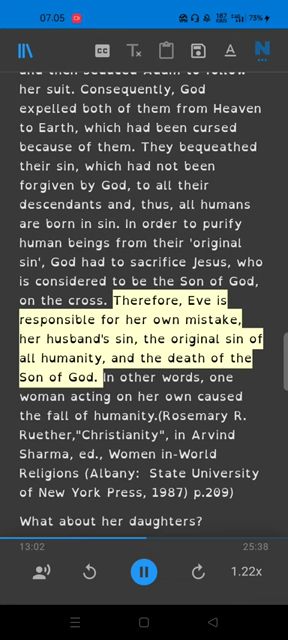 07.05
187
73%
CC
and then seduced Adam to follow
her suit. Consequently, God
expelled both of them from Heaven
to Earth, which had been cursed
because of them. They bequeathed
their sin, which had not been
forgiven by God, to all their
descendants and, thus, all humans
are born in sin. In order to purify
human beings from their 'original
sin', God had to sacrifice Jesus, who
is considered to be the Son of God,
on the cross. Therefore, Eve is
responsible for her own mistake,
her husband's sin, the original sin of
all humanity, and the death of the
Son of God. In other words, one
woman acting on her own caused
the fall of humanity.(Rosemary R.
Ruether,"Christianity", in Arvind
Sharma, ed., Women in-World
Religions (Albany: State University
of New York Press, 1987) p.209)
What about her daughters?
13:02
25:38
1.22x